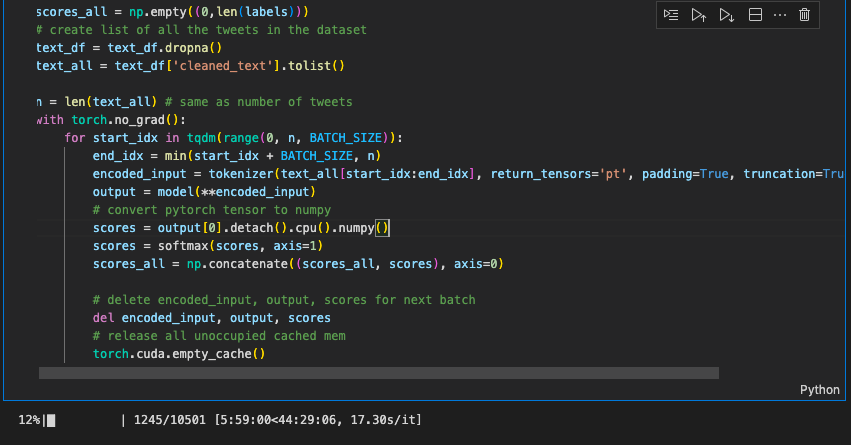 scores_all = np.empty((0,len(labels)))
# create list of all the tweets in the dataset
text_df = text_df.dropna()
text_all = text_df['cleaned_text'].tolist()
n = len(text_all) # same as number of tweets
with torch.no_grad():
for start_idx in tqdm(range(0, n, BATCH_SIZE)):
end_idx = min(start_idx + BATCH_SIZE, n)
encoded_input = tokenizer(text_all[start_idx:end_idx], return_tensors='pt', padding=True, truncation=Tru
output = model(**encoded_input)
# convert pytorch tensor to numpy
scores = output[0].detach().cpu().numpy()
scores = softmax(scores, axis=1)
scores_all = np.concatenate((scores_all, scores), axis=0)
# delete encoded_input, output, scores for next batch
del encoded_input, output, scores
# release all unoccupied cached mem
torch.cuda.empty_cache()
Python
12%| | 1245/10501 [5:59:00<44:29:06, 17.30s/it]